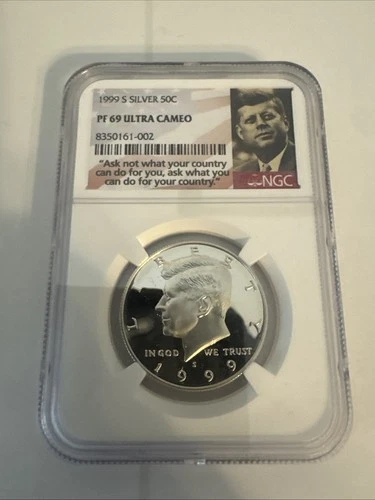 1999 S SILVER 50C
PF 69 ULTRA CAMEO
8350161-002
"Ask not what your country
can do for you, ask what you
can do for your country."
NGC
LIBERTY
IN GOD WE TRUST
S
1999